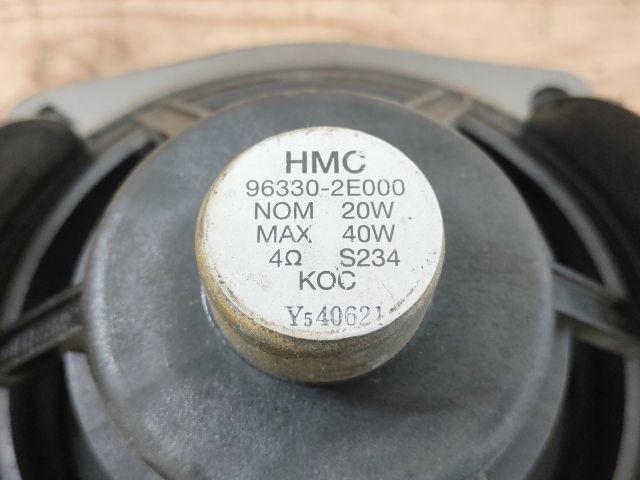 HMC
96330-2E000
NOM 20W
MAX 40W
4Ω S234
KOC
Y540621